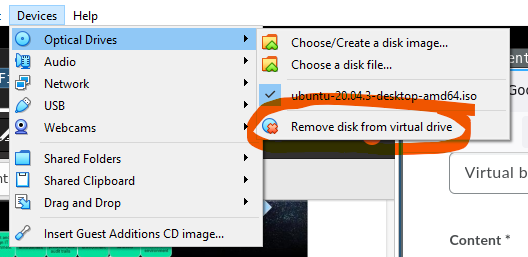 Devices Help
Optical Drives
Audio
Network
USB
Webcams
Shared Folders
Shared Clipboard
Drag and Drop
Insert Guest Additions CD image...
Choose/Create a disk image...
Choose a disk file...
ubuntu-20.04.3-desktop-amd64.iso
Remove disk from virtual drive
Virtual b
Content *